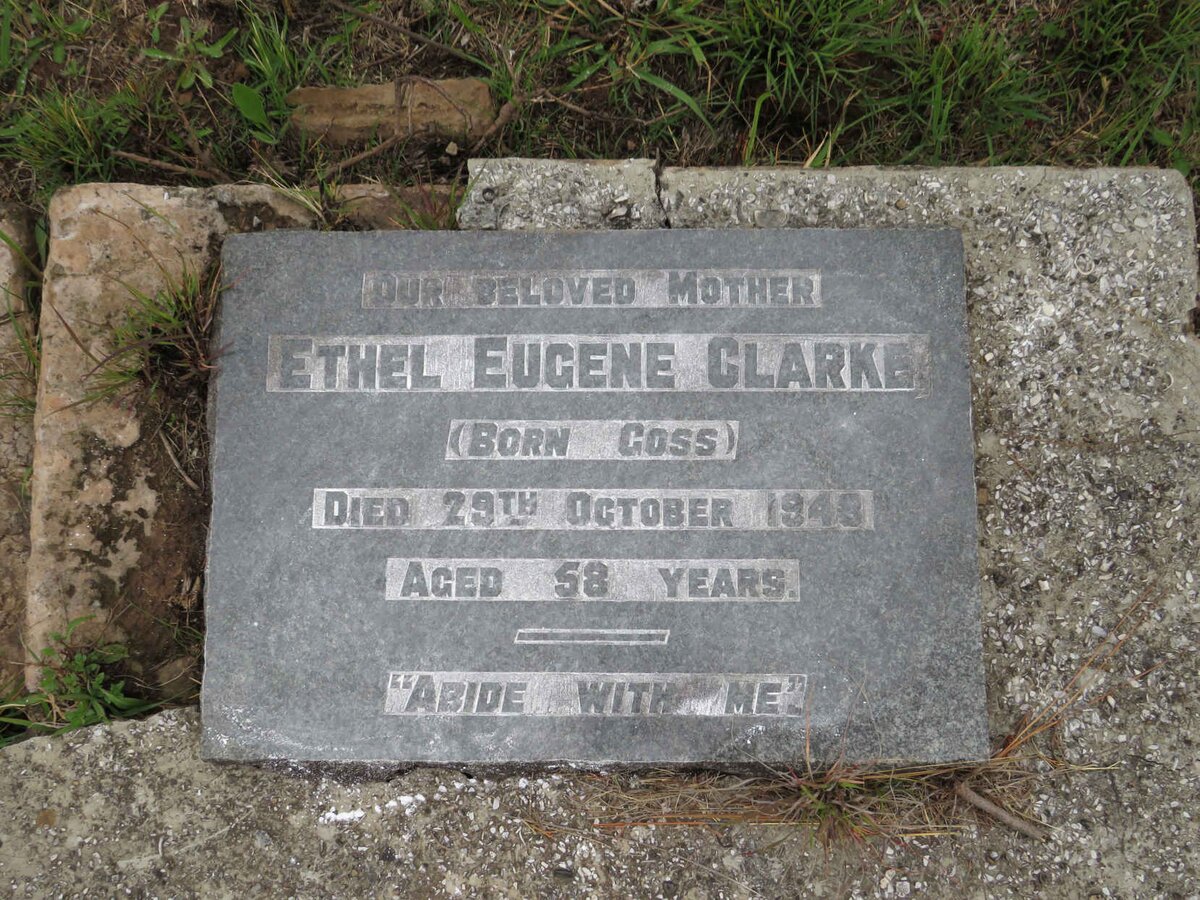 OUR BELOVED MOTHER
ETHEL EUGENE CLARKE
(BORN GOSS)
DIED 29TH OCTOBER 1949
AGED 58 YEARS.
"ABIDE WITH ME."